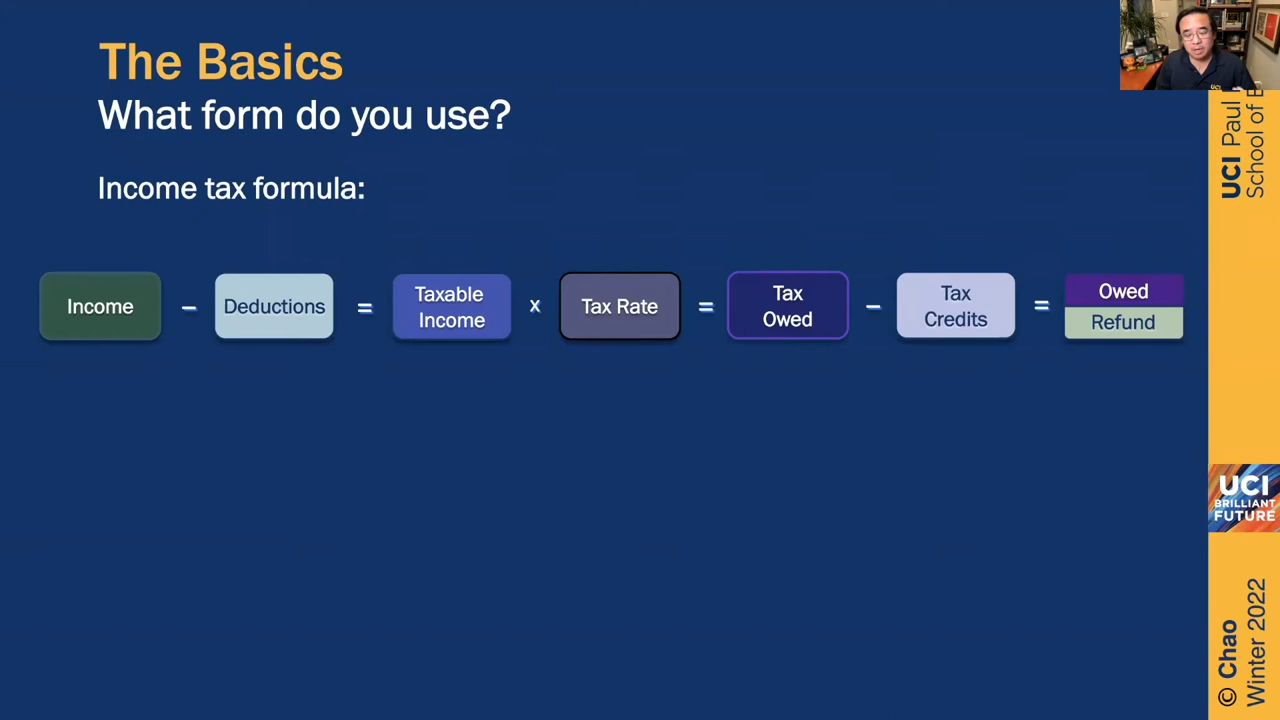 The Basics
What form do you use?
Income tax formula:
Income – Deductions = Taxable Income x Tax Rate = Tax Owed – Tax Credits = Owed Refund
UCI Paul
School of
UCI
BRILLIANT
FUTURE
© Chao
Winter 2022